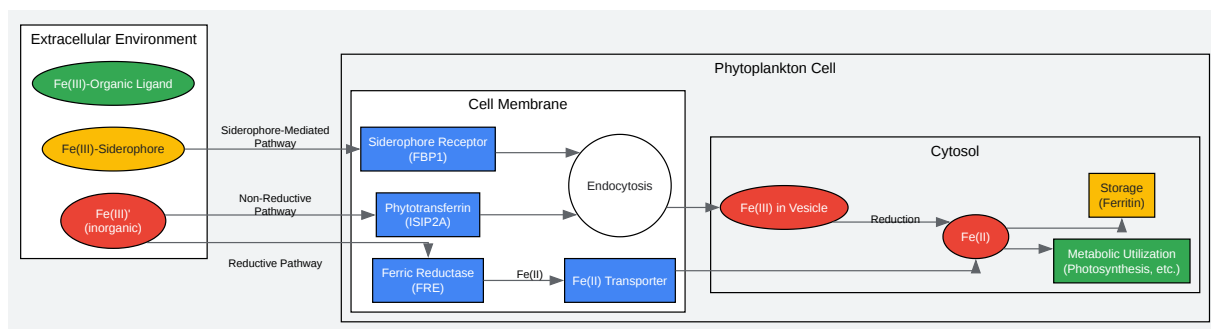 Extracellular Environment
Fe(III)-Organic Ligand
Fe(III)-Siderophore
Fe(III)'
(inorganic)
Siderophore-Mediated
Pathway
Non-Reductive
Pathway
Reductive Pathway
Phytoplankton Cell
Cell Membrane
Siderophore Receptor
(FBP1)
Phytotransferrin
(ISIP2A)
Ferric Reductase
(FRE)
Fe(II)
Fe(II) Transporter
Endocytosis
Cytosol
Fe(III) in Vesicle
Reduction
Fe(II)
Storage
(Ferritin)
Metabolic Utilization
(Photosynthesis, etc.)